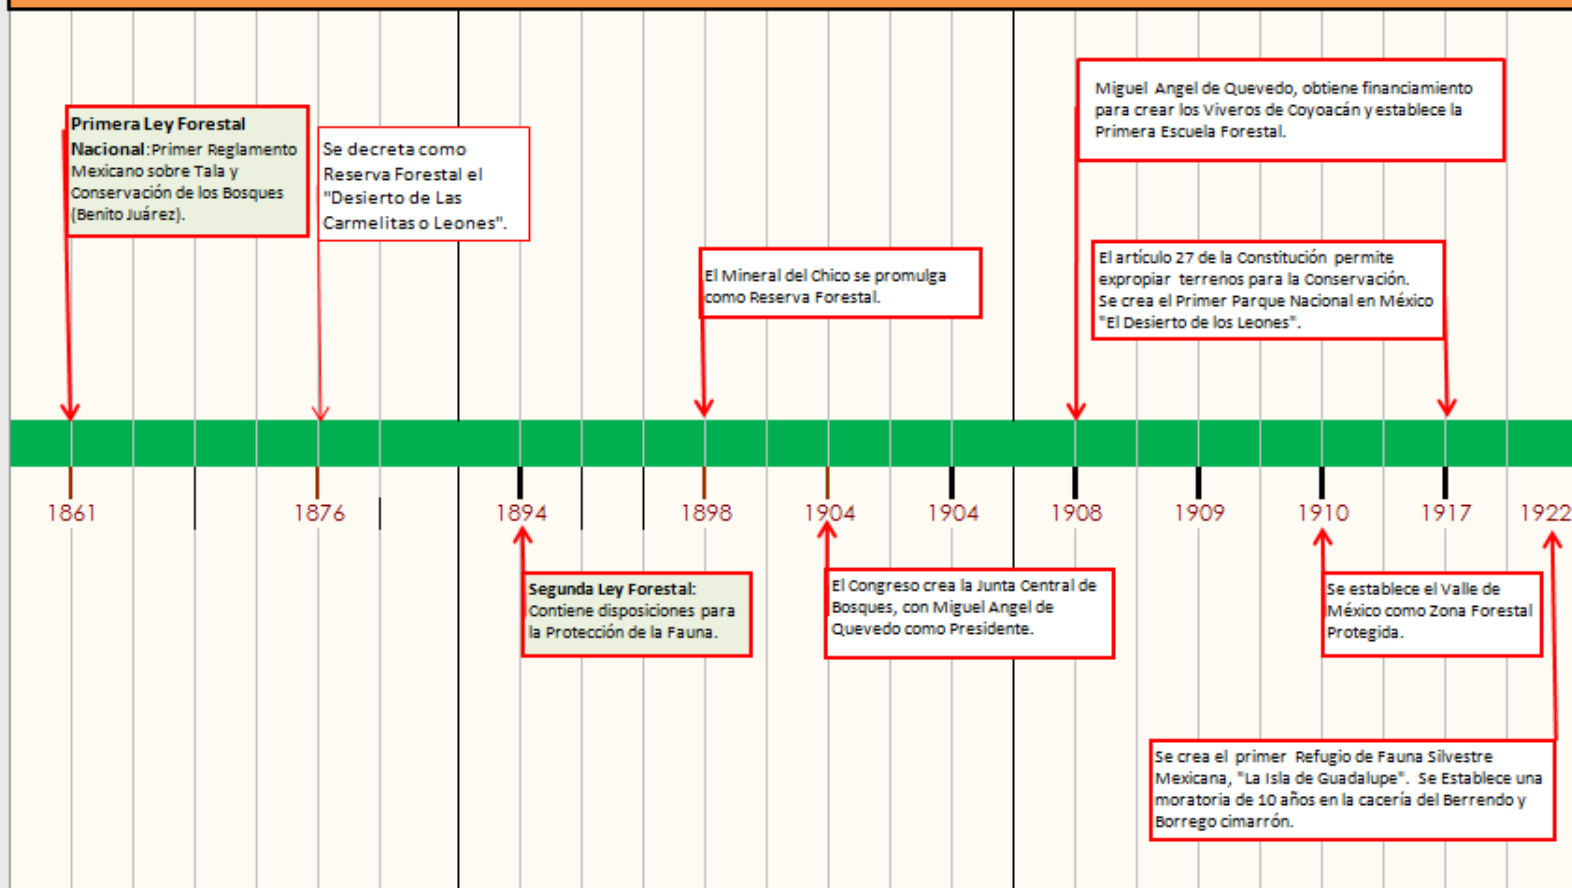 Miguel Angel de Quevedo, obtiene financiamiento
para crear los Viveros de Coyoacán y establece la
Primera Escuela Forestal.
Primera Ley Forestal
Nacional:Primer Reglamento
Mexicano sobre Tala y
Conservación de los Bosques
(Benito Juárez).
Se decreta como
Reserva Forestal el
"Desierto de Las
Carmelitas o Leones".
El Mineral del Chico se promulga
como Reserva Forestal.
El artículo 27 de la Constitución permite
expropiar terrenos para la Conservación.
Se crea el Primer Parque Nacional en México
"El Desierto de los Leones".
1861
1876
1894
1898
1904
1904
1908
1909
1910
1917
1922
Segunda Ley Forestal:
Contiene disposiciones para
la Protección de la Fauna.
El Congreso crea la Junta Central de
Bosques, con Miguel Angel de
Quevedo como Presidente.
Se establece el Valle de
México como Zona Forestal
Protegida.
Se crea el primer Refugio de Fauna Silvestre
Mexicana, "La Isla de Guadalupe". Se Establece una
moratoria de 10 años en la cacería del Berrendo y
Borrego cimarrón.